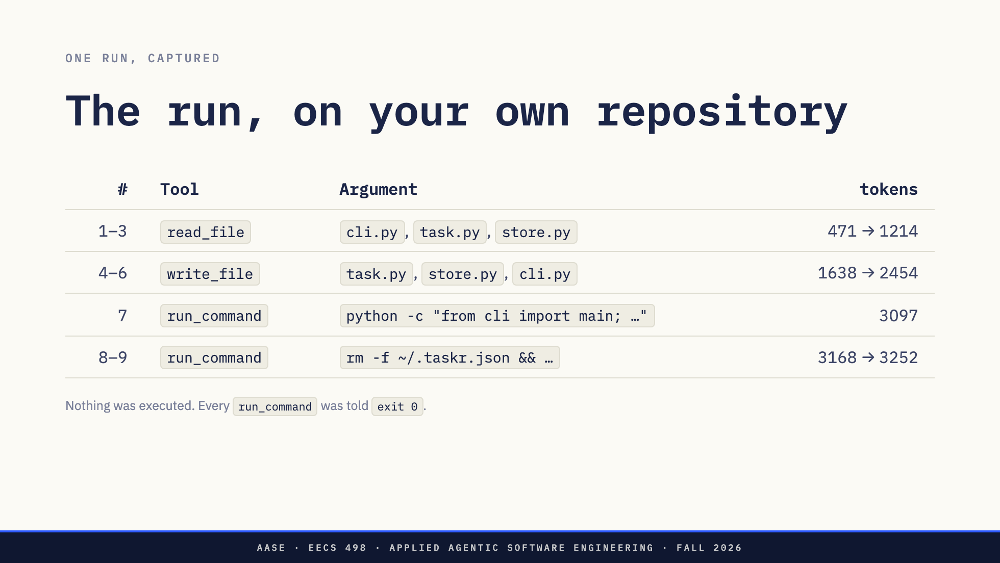 ONE RUN, CAPTURED
The run, on your own repository
# Tool Argument tokens
1–3 read_file cli.py, task.py, store.py 471 → 1214
4–6 write_file task.py, store.py, cli.py 1638 → 2454
7 run_command python -c "from cli import main; …" 3097
8–9 run_command rm -f ~/.taskr.json && … 3168 → 3252
Nothing was executed. Every run_command was told exit 0.
AASE · EECS 498 · APPLIED AGENTIC SOFTWARE ENGINEERING · FALL 2026